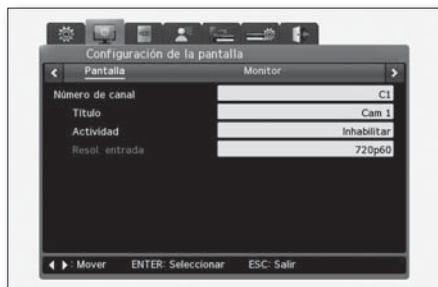 Configuración de la pantalla
Pantalla Monitor
Número de canal C1
Título Cam 1
Actividad Inhabilitar
Resol. entrada 720p60
◀ ▶: Mover ENTER: Seleccionar ESC: Salir